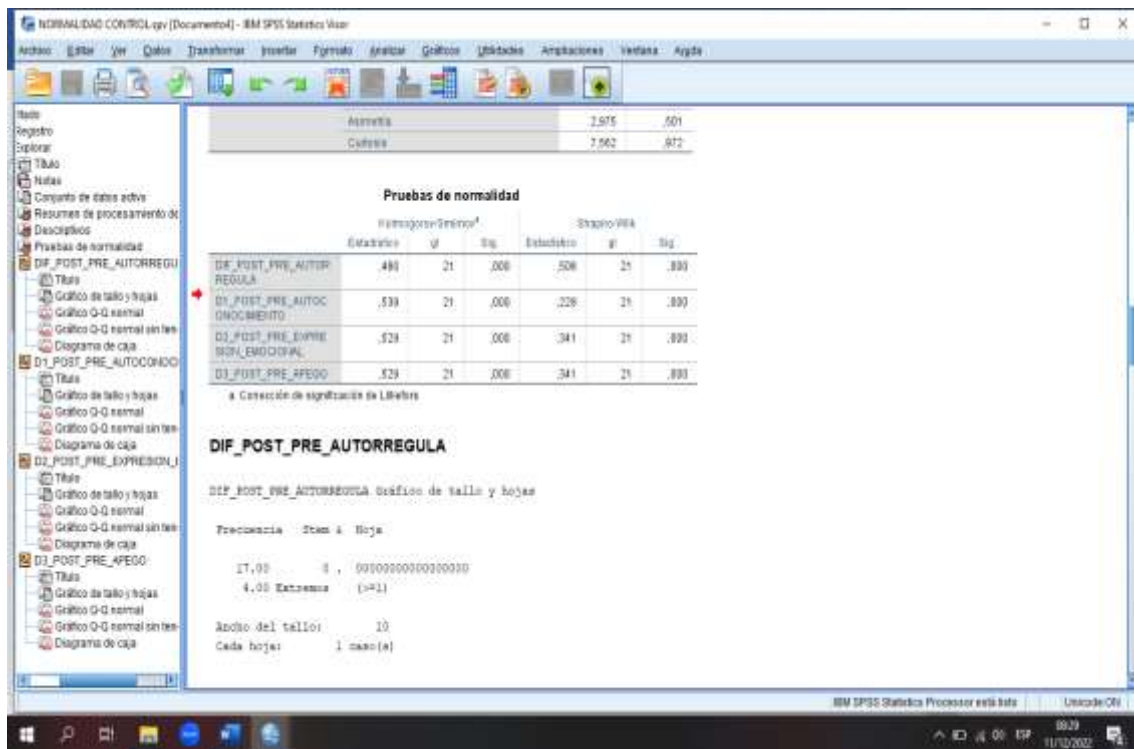 NORMALIDAD CONTROL.spv [Documento4] - IBM SPSS Statistics Visor
Archivo Editar Ver Datos Transformar Insertar Formato Analizar Gráficos Utilidades Ampliaciones Ventana Ayuda
Registro
Explorar
Título
Notas
Conjunto de datos activo
Resumen de procesamiento de
Descriptivos
Pruebas de normalidad
DIF_POST_PRE_AUTORREGU
Título
Gráfico de tallo y hojas
Gráfico Q-Q normal
Gráfico Q-Q normal sin ten
Diagrama de caja
D1_POST_PRE_AUTOCONOCI
Título
Gráfico de tallo y hojas
Gráfico Q-Q normal
Gráfico Q-Q normal sin ten
Diagrama de caja
D2_POST_PRE_EXPRESION_
Título
Gráfico de tallo y hojas
Gráfico Q-Q normal
Gráfico Q-Q normal sin ten
Diagrama de caja
D3_POST_PRE_APEGO
Título
Gráfico de tallo y hojas
Gráfico Q-Q normal
Gráfico Q-Q normal sin ten
Diagrama de caja
Asimetría 2,975 ,501
Curtosis 7,562 ,972
Pruebas de normalidad
Kolmogorov-Smirnov a Shapiro-Wilk
Estadístico gl Sig. Estadístico gl Sig.
DIF_POST_PRE_AUTOR
REGULA ,480 21 ,000 ,506 21 ,000
D1_POST_PRE_AUTOC
ONOCIMIENTO ,539 21 ,000 ,228 21 ,000
D2_POST_PRE_EXPRE
SION_EMOCIONAL ,529 21 ,000 ,341 21 ,000
D3_POST_PRE_APEGO ,529 21 ,000 ,341 21 ,000
a. Corrección de significación de Lilliefors
DIF_POST_PRE_AUTORREGULA
DIF_POST_PRE_AUTORREGULA Gráfico de tallo y hojas
Frecuencia Stem & Hoja
17,00 0 . 00000000000000000
4,00 Extremos (>=1)
Ancho del tallo: 10
Cada hoja: 1 caso(s)
IBM SPSS Statistics Processor está listo Unicode:ON
ESP
11/12/2022